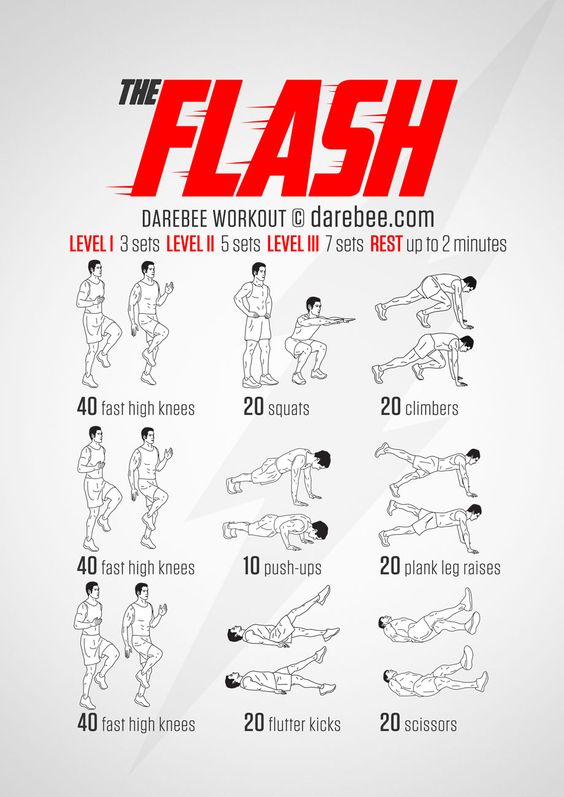 THE
FLASH
DAREBEE WORKOUT © darebee.com
LEVEL I 3 sets LEVEL II 5 sets LEVEL III 7 sets REST up to 2 minutes
40 fast high knees
20 squats
20 climbers
40 fast high knees
10 push-ups
20 plank leg raises
40 fast high knees
20 flutter kicks
20 scissors